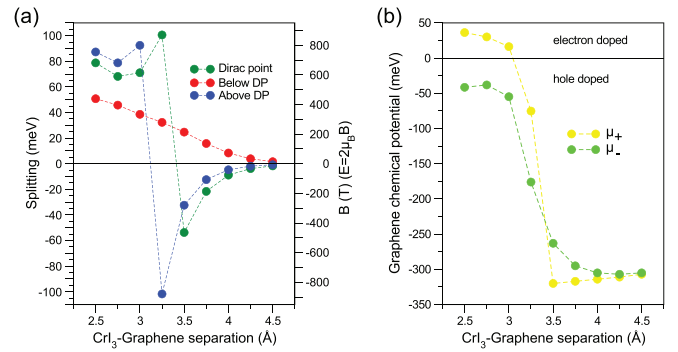 (a)
100
80
60
40
20
0
-20
-40
-60
-80
-100
Splitting (meV)
Dirac point
Below DP
Above DP
800
600
400
200
0
-200
-400
-600
-800
B (T) (E=2μ_B B)
2.5 3 3.5 4 4.5
CrI₃-Graphene separation (Å)
(b)
50
0
-50
-100
-150
-200
-250
-300
-350
Graphene chemical potential (meV)
electron doped
hole doped
μ₊
μ₋
2.5 3 3.5 4 4.5
CrI₃-Graphene separation (Å)